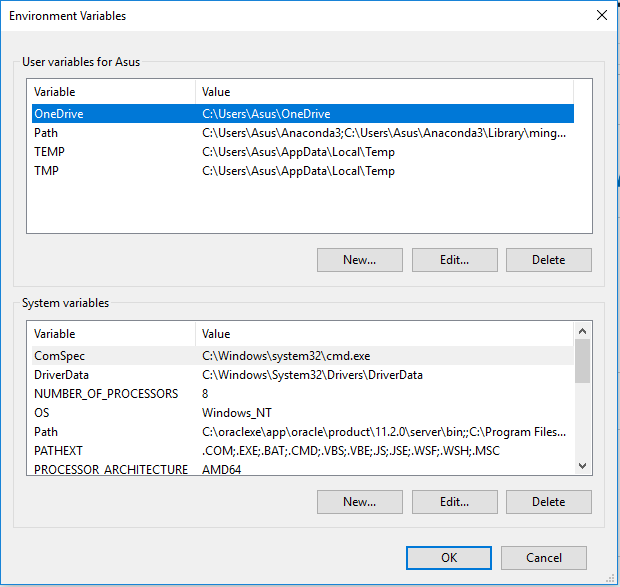 Environment Variables
User variables for Asus
Variable Value
OneDrive C:\Users\Asus\OneDrive
Path C:\Users\Asus\Anaconda3;C:\Users\Asus\Anaconda3\Library\ming...
TEMP C:\Users\Asus\AppData\Local\Temp
TMP C:\Users\Asus\AppData\Local\Temp
New... Edit... Delete
System variables
Variable Value
ComSpec C:\Windows\system32\cmd.exe
DriverData C:\Windows\System32\Drivers\DriverData
NUMBER_OF_PROCESSORS 8
OS Windows_NT
Path C:\oraclexe\app\oracle\product\11.2.0\server\bin;;C:\Program Files...
PATHEXT .COM;.EXE;.BAT;.CMD;.VBS;.VBE;.JS;.JSE;.WSF;.WSH;.MSC
PROCESSOR_ARCHITECTURE AMD64
New... Edit... Delete
OK Cancel